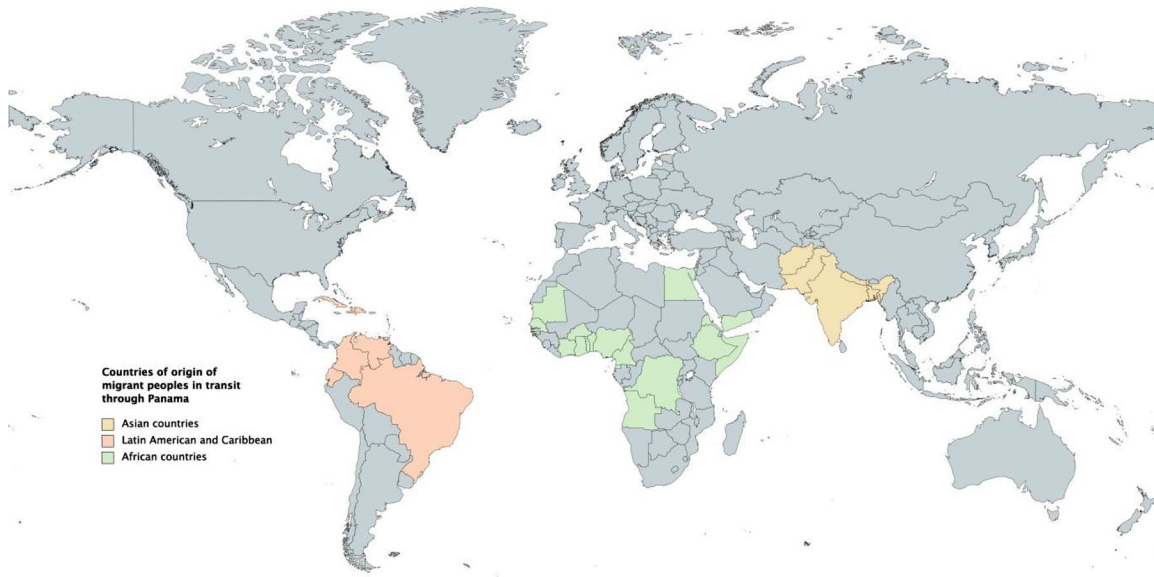 Countries of origin of
migrant peoples in transit
through Panama
Asian countries
Latin American and Caribbean
African countries